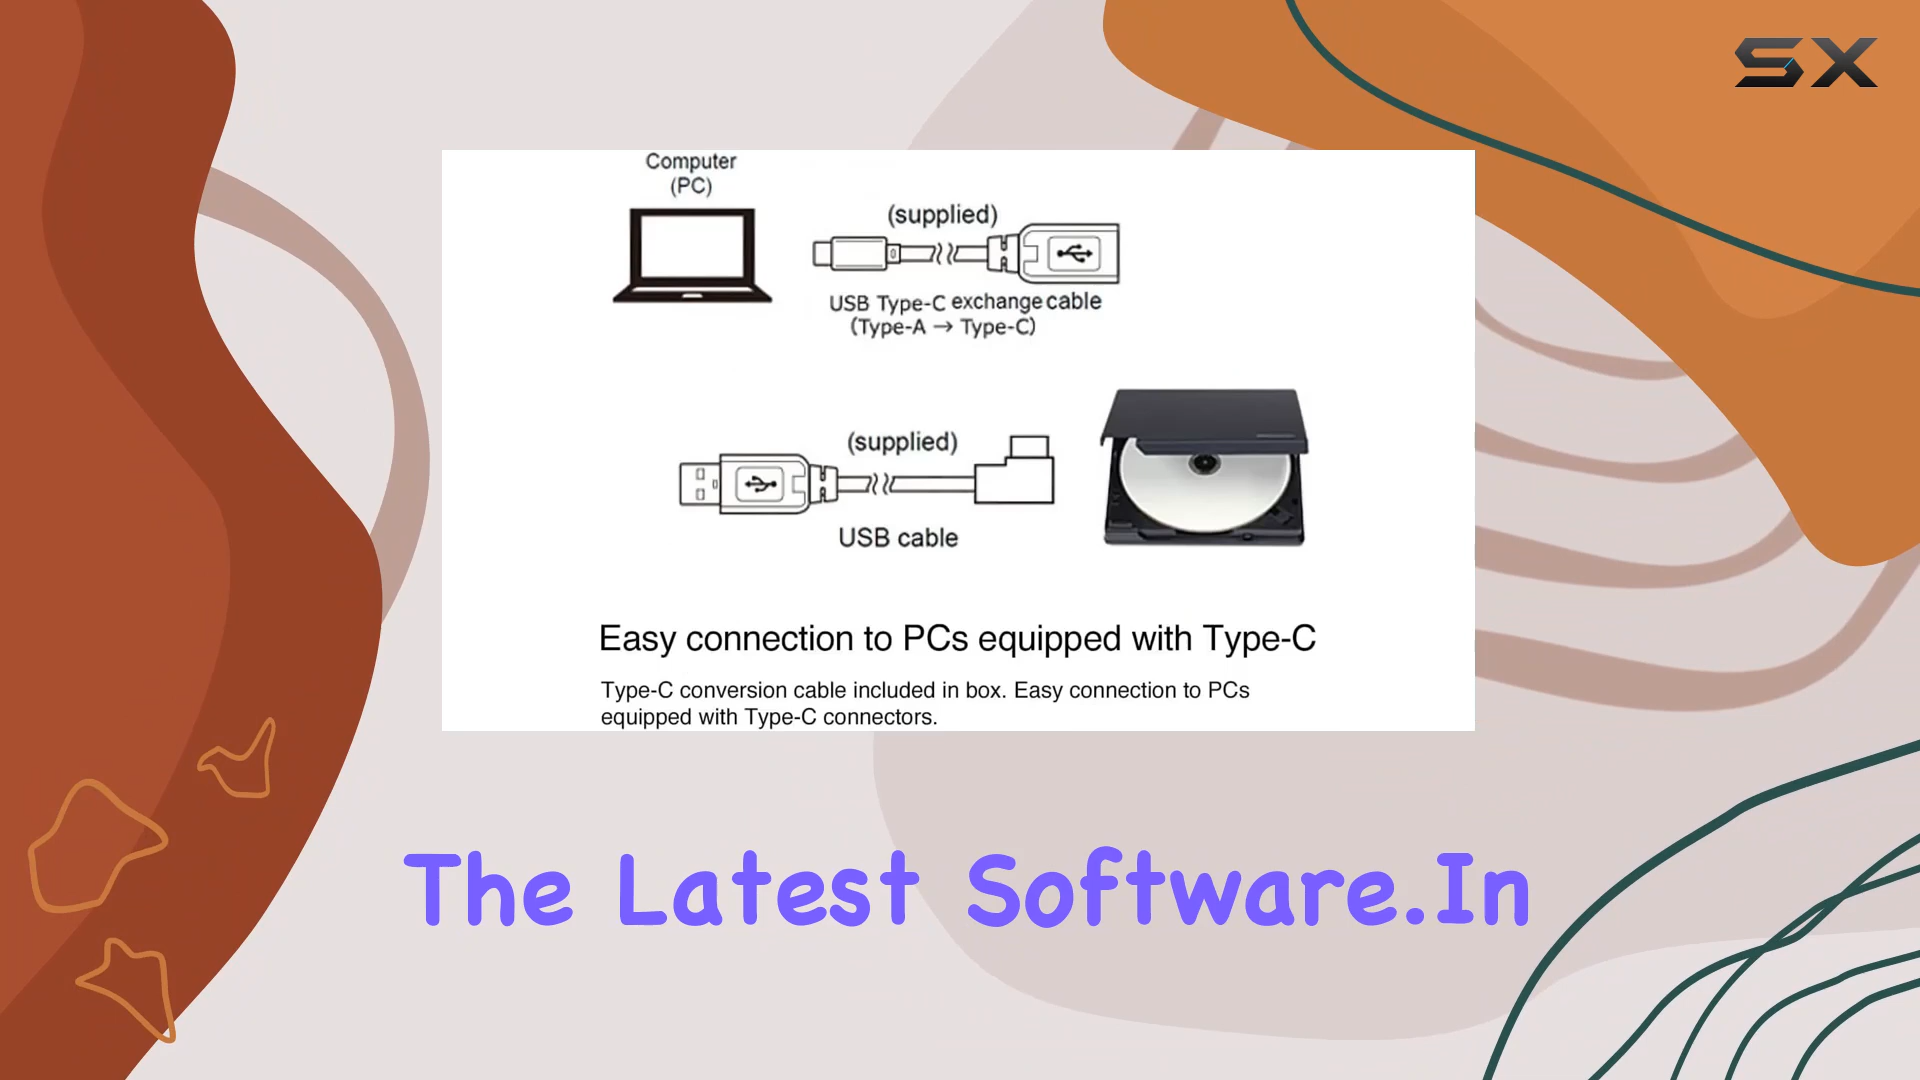 SX
Computer
(PC)
(supplied)
USB Type-C exchange cable
(Type-A → Type-C)
(supplied)
USB cable
Easy connection to PCs equipped with Type-C
Type-C conversion cable included in box. Easy connection to PCs
equipped with Type-C connectors.
The Latest Software.In